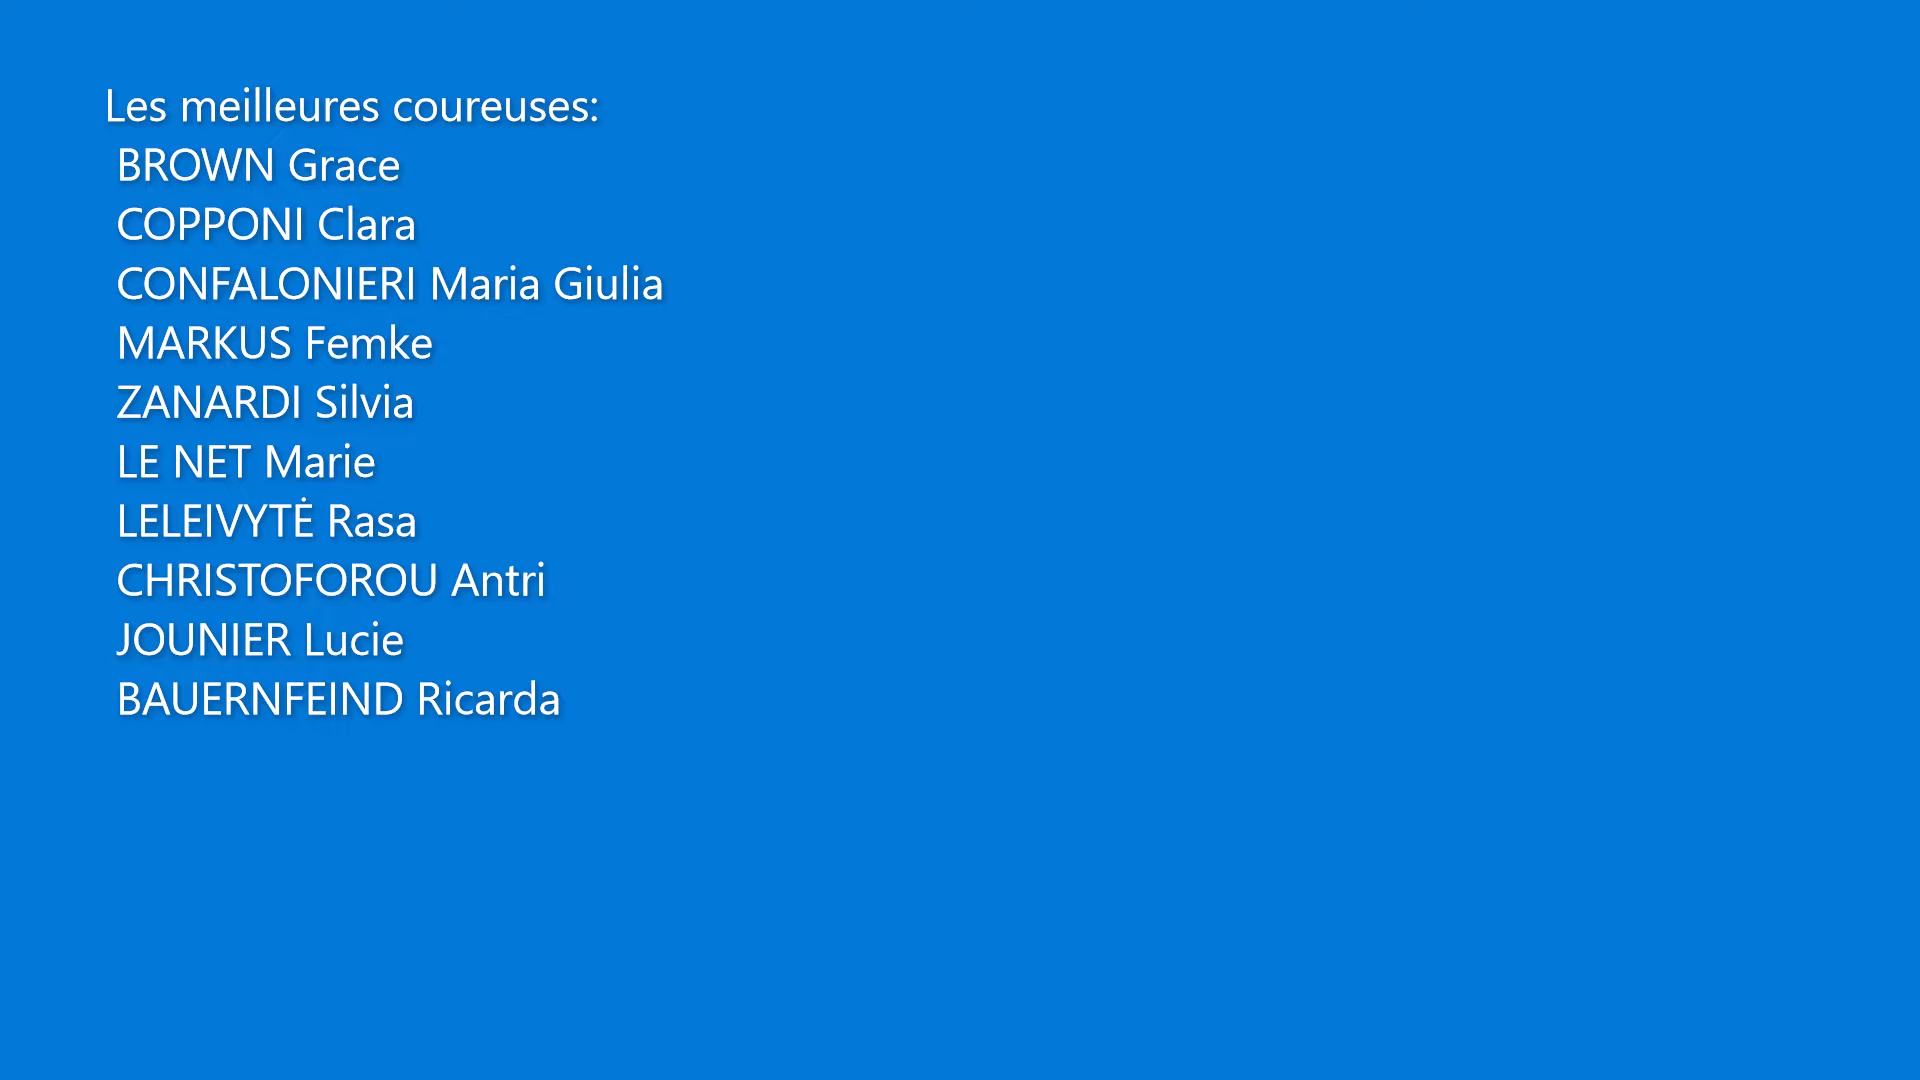 Les meilleures coureuses:
BROWN Grace
COPPONI Clara
CONFALONIERI Maria Giulia
MARKUS Femke
ZANARDI Silvia
LE NET Marie
LELEIVYTĖ Rasa
CHRISTOFOROU Antri
JOUNIER Lucie
BAUERNFEIND Ricarda